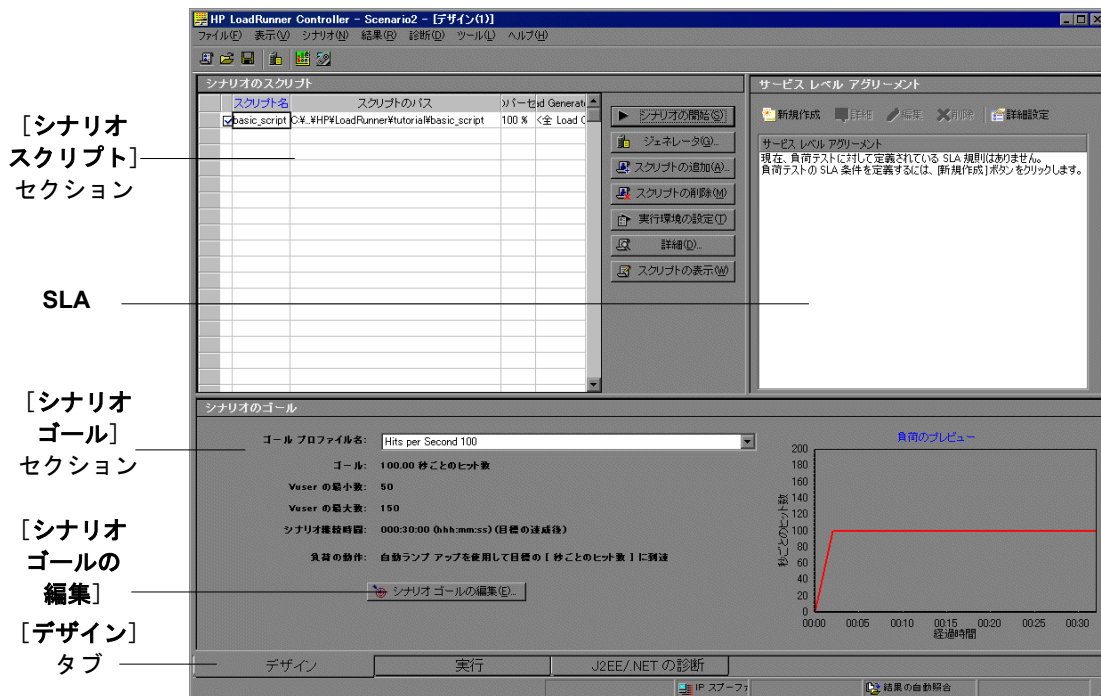 HP LoadRunner Controller - Scenario2 - [デザイン(1)]
ファイル(F) 表示(V) シナリオ(N) 結果(R) 診断(D) ツール(L) ヘルプ(H)
シナリオのスクリプト
スクリプト名 スクリプトのパス パーセ ad Generat
basic_script C:¥..¥HP¥LoadRunner¥tutorial¥basic_script 100 % <全 Load G
シナリオの開始(S)
ジェネレータ(G)...
スクリプトの追加(A)...
スクリプトの削除(M)
実行環境の設定(T)
詳細(D)...
スクリプトの表示(W)
サービス レベル アグリーメント
新規作成 詳細 編集 削除 詳細設定
サービス レベル アグリーメント
現在、負荷テストに対して定義されている SLA 規則はありません。
負荷テストの SLA 条件を定義するには、[新規作成]ボタンをクリックします。
[シナリオ
スクリプト]
セクション
SLA
[シナリオ
ゴール]
セクション
[シナリオ
ゴールの
編集]
[デザイン]
タブ
シナリオのゴール
ゴール プロファイル名: Hits per Second 100
ゴール: 100.00 秒ごとのヒット数
Vuser の最小数: 50
Vuser の最大数: 150
シナリオ継続時間: 000:30:00 (hhh:mm:ss) (目標の達成後)
負荷の動作: 自動ランプ アップを使用して目標の [ 秒ごとのヒット数 ] に到達
シナリオ ゴールの編集(E)...
負荷のプレビュー
秒ごとのヒット数
200
180
160
140
120
100
80
60
40
20
0
00:00 00:05 00:10 00:15 00:20 00:25 00:30
経過時間
デザイン 実行 J2EE/.NET の診断
IP スプーフ 結果の自動照合